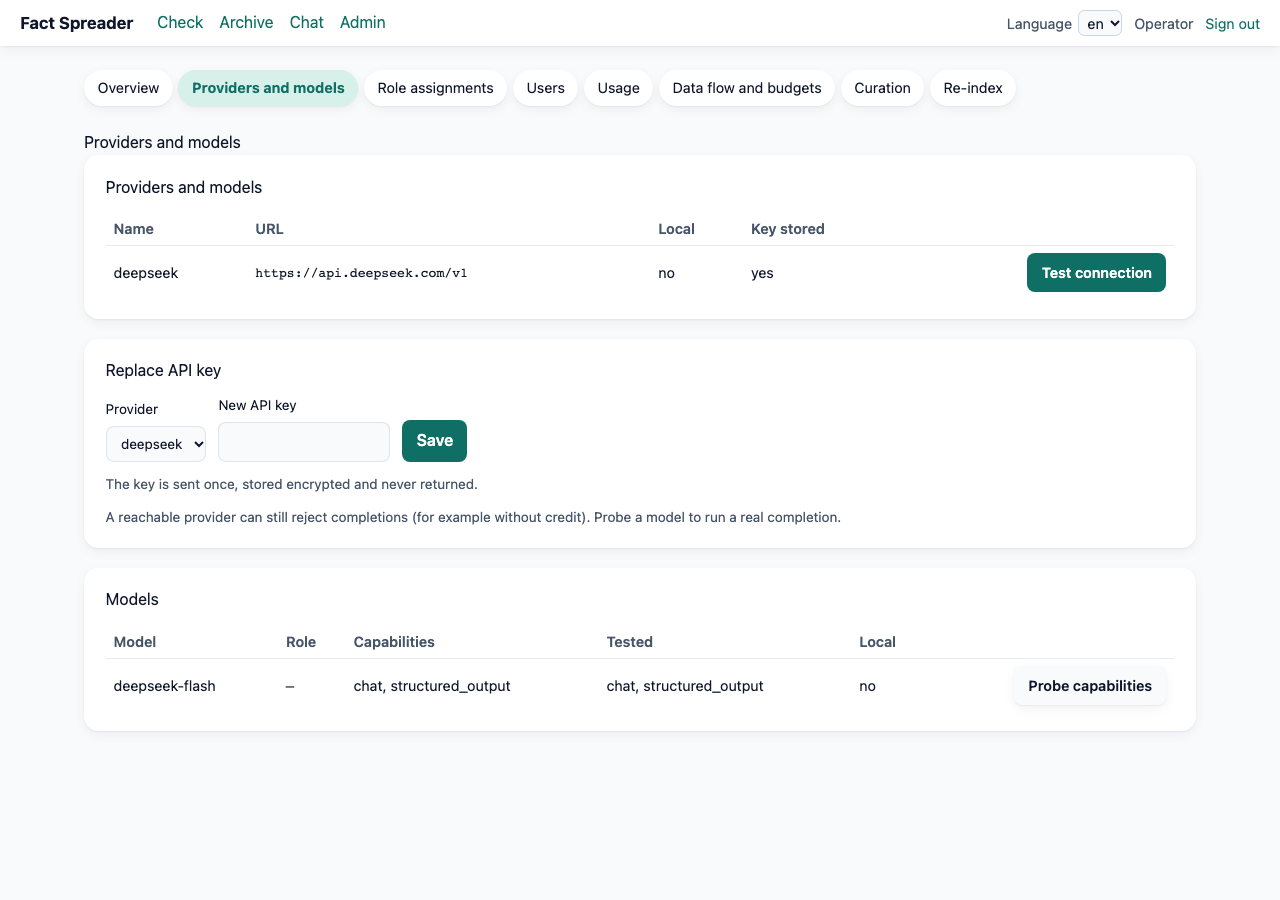 Fact Spreader Check Archive Chat Admin Language en Operator Sign out
Overview Providers and models Role assignments Users Usage Data flow and budgets Curation Re-index
Providers and models
Providers and models
Name URL Local Key stored
deepseek https://api.deepseek.com/v1 no yes Test connection
Replace API key
Provider New API key
deepseek Save
The key is sent once, stored encrypted and never returned.
A reachable provider can still reject completions (for example without credit). Probe a model to run a real completion.
Models
Model Role Capabilities Tested Local
deepseek-flash – chat, structured_output chat, structured_output no Probe capabilities